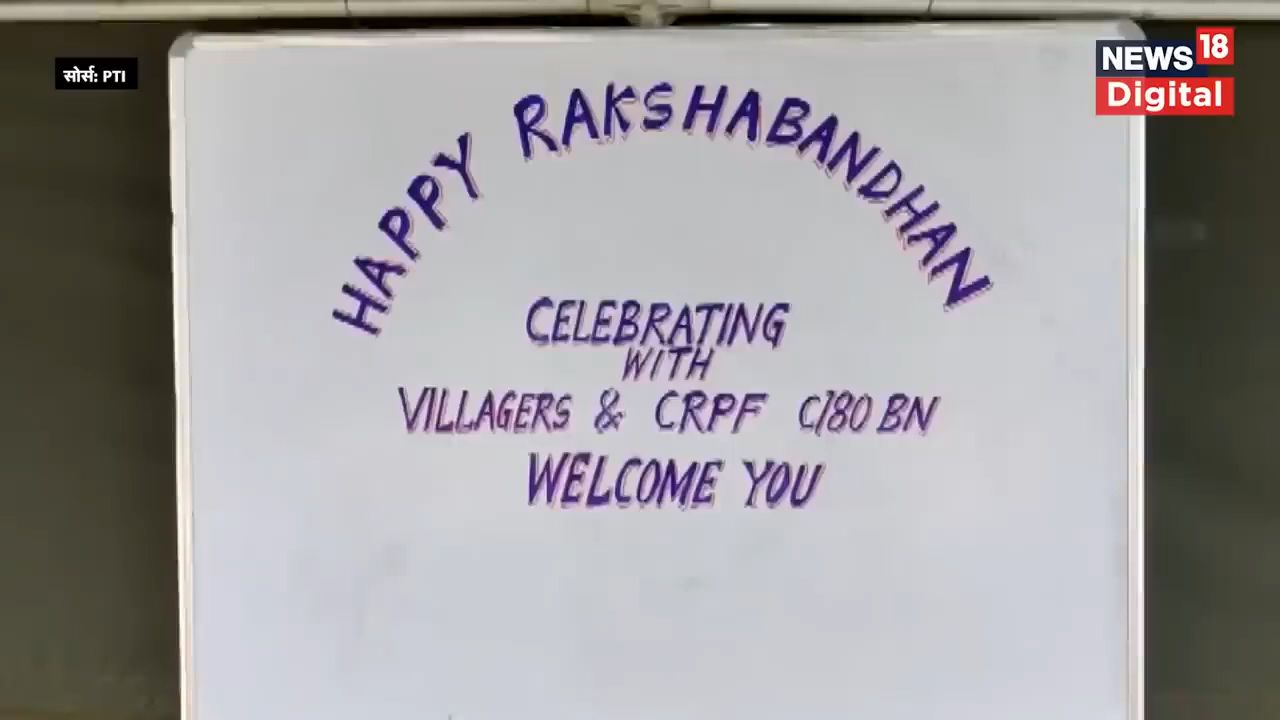 सोर्स: PTI
NEWS 18
Digital
HAPPY RAKSHABANDHAN
CELEBRATING
WITH
VILLAGERS & CRPF C/80 BN
WELCOME YOU